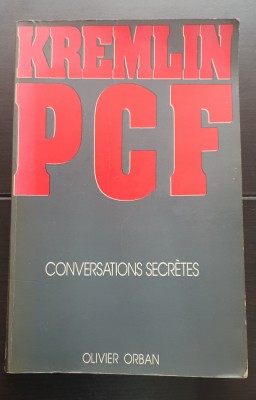 KREMLIN
PCF
CONVERSATIONS SECRÈTES
OLIVIER ORBAN